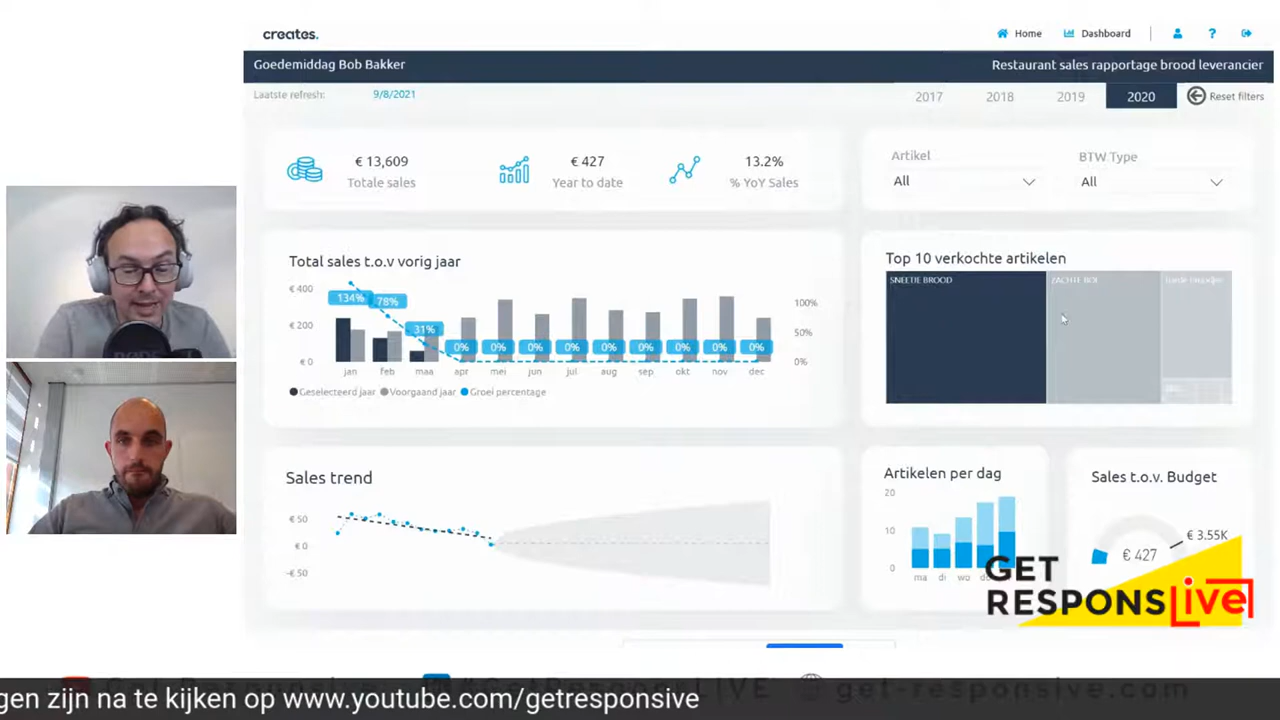 creates.
Home
Dashboard
?
Goedemiddag Bob Bakker
Restaurant sales rapportage brood leverancier
Laatste refresh:
9/8/2021
2017
2018
2019
2020
Reset filters
€ 13,609
Totale sales
€ 427
Year to date
13.2%
% YoY Sales
Artikel
All
BTW Type
All
Total sales t.o.v vorig jaar
€ 400
€ 200
€ 0
134%
78%
31%
0%
0%
0%
0%
0%
0%
0%
0%
0%
100%
50%
0%
jan
feb
maa
apr
mei
jun
jul
aug
sep
okt
nov
dec
Geselecteerd jaar
Voorgaand jaar
Groei percentage
Top 10 verkochte artikelen
SNEETJE BROOD
ZACHTE BOL
Sales trend
€ 50
€ 0
-€ 50
Artikelen per dag
20
10
0
ma
di
wo
Sales t.o.v. Budget
€ 3.55K
€ 427
GET
RESPONSLive
get-responsive.com
gen zijn na te kijken op www.youtube.com/getresponsive